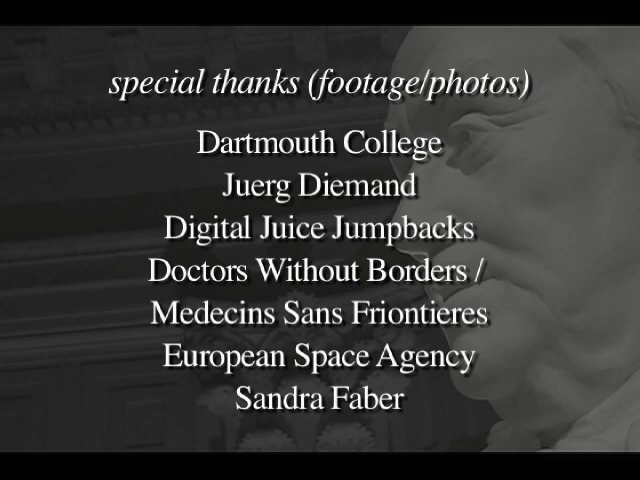 special thanks (footage/photos)
Dartmouth College
Juerg Diemand
Digital Juice Jumpbacks
Doctors Without Borders /
Medecins Sans Friontieres
European Space Agency
Sandra Faber